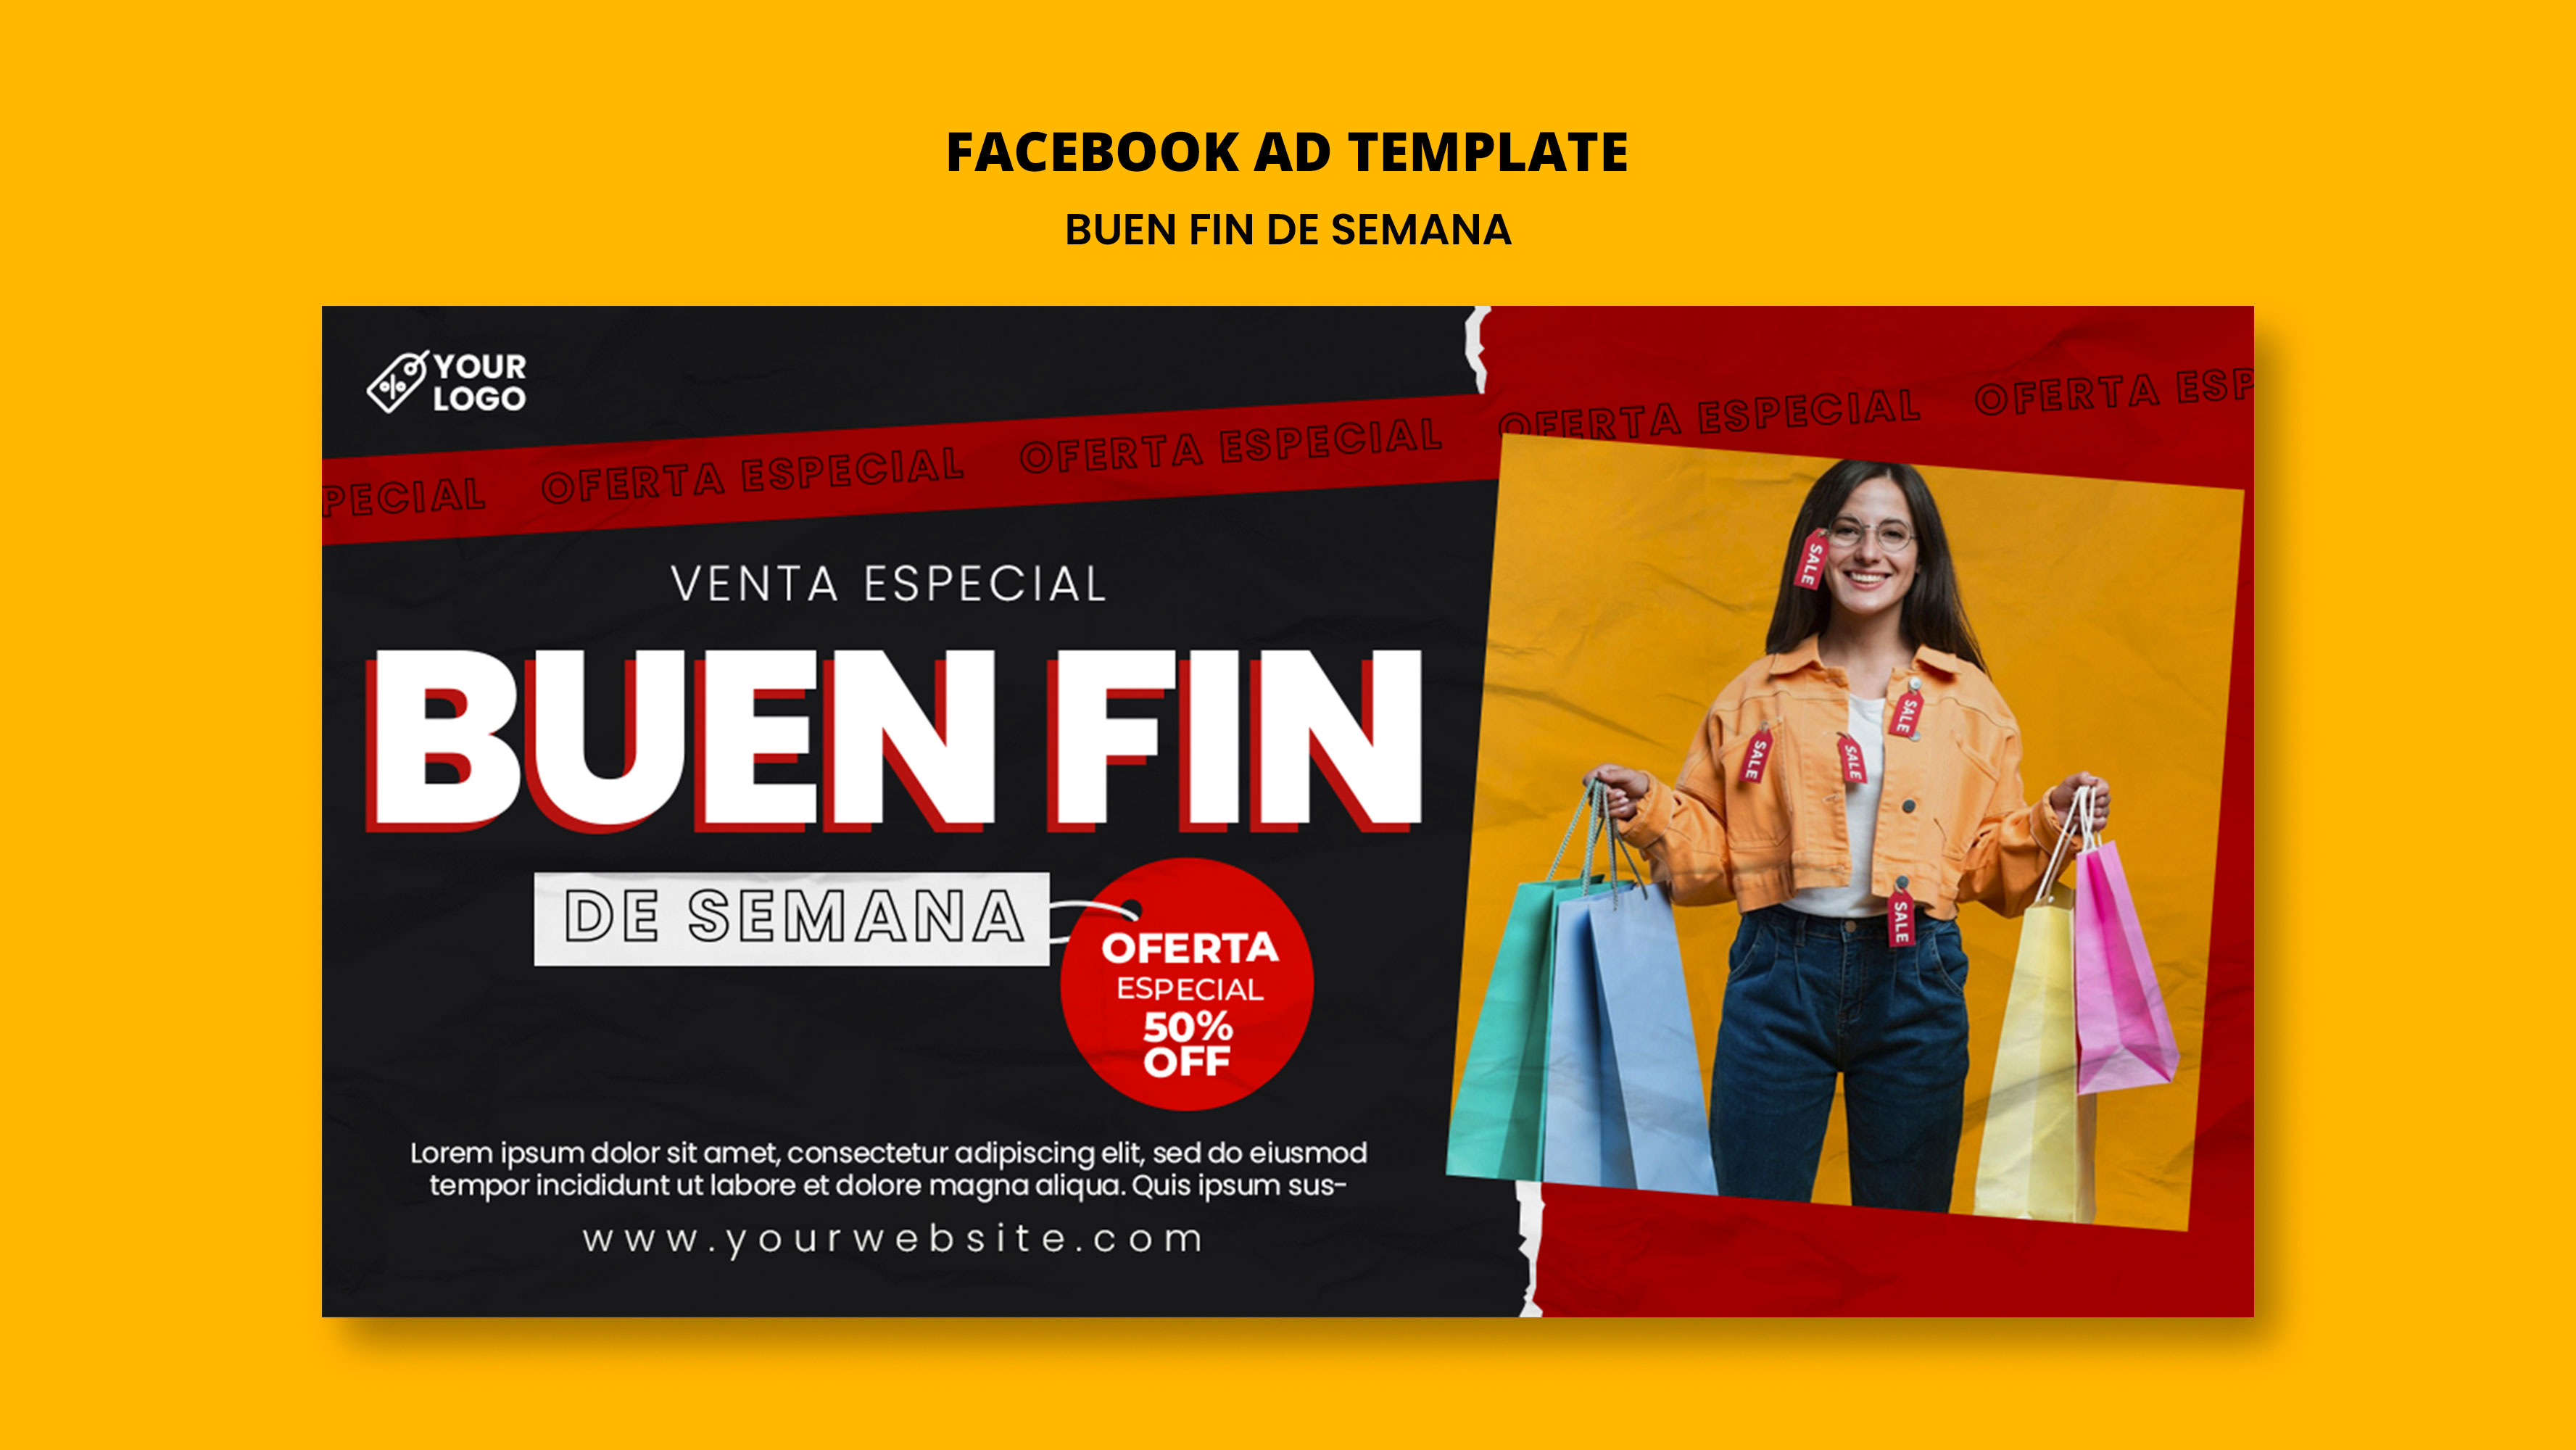 FACEBOOK AD TEMPLATE
BUEN FIN DE SEMANA
YOUR
LOGO
PECIAL OFERTA ESPECIAL OFERTA ESPECIAL OFERTA ESPECIAL OFERTA ESP
VENTA ESPECIAL
BUEN FIN
DE SEMANA
OFERTA
ESPECIAL
50%
OFF
Lorem ipsum dolor sit amet, consectetur adipiscing elit, sed do eiusmod
tempor incididunt ut labore et dolore magna aliqua. Quis ipsum sus-
www.yourwebsite.com
SALE
SALE
SALE
SALE
SALE